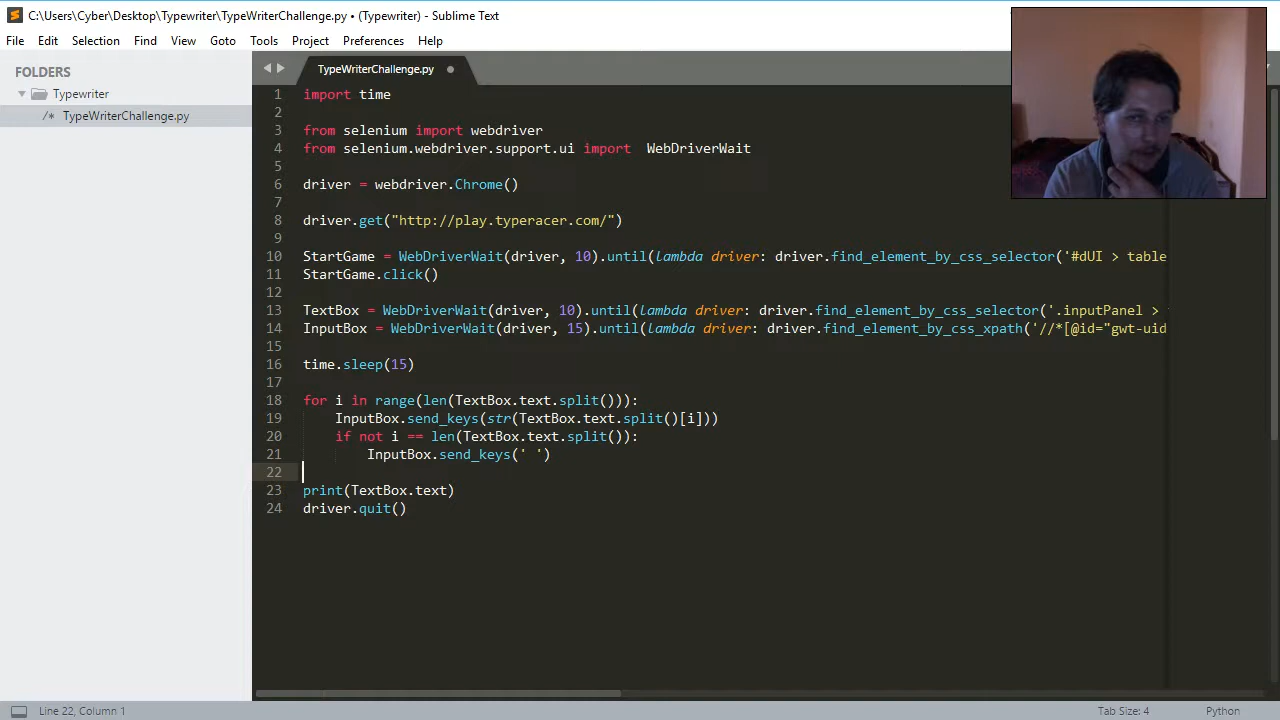 C:\Users\Cyber\Desktop\Typewriter\TypeWriterChallenge.py • (Typewriter) - Sublime Text
File Edit Selection Find View Goto Tools Project Preferences Help
FOLDERS
Typewriter
/* TypeWriterChallenge.py
TypeWriterChallenge.py
1 import time
2
3 from selenium import webdriver
4 from selenium.webdriver.support.ui import  WebDriverWait
5
6 driver = webdriver.Chrome()
7
8 driver.get("http://play.typeracer.com/")
9
10 StartGame = WebDriverWait(driver, 10).until(lambda driver: driver.find_element_by_css_selector('#dUI > table
11 StartGame.click()
12
13 TextBox = WebDriverWait(driver, 10).until(lambda driver: driver.find_element_by_css_selector('.inputPanel >
14 InputBox = WebDriverWait(driver, 15).until(lambda driver: driver.find_element_by_css_xpath('//*[@id="gwt-uid
15
16 time.sleep(15)
17
18 for i in range(len(TextBox.text.split())):
19     InputBox.send_keys(str(TextBox.text.split()[i]))
20     if not i == len(TextBox.text.split()):
21         InputBox.send_keys(' ')
22
23 print(TextBox.text)
24 driver.quit()
Line 22, Column 1
Tab Size: 4
Python